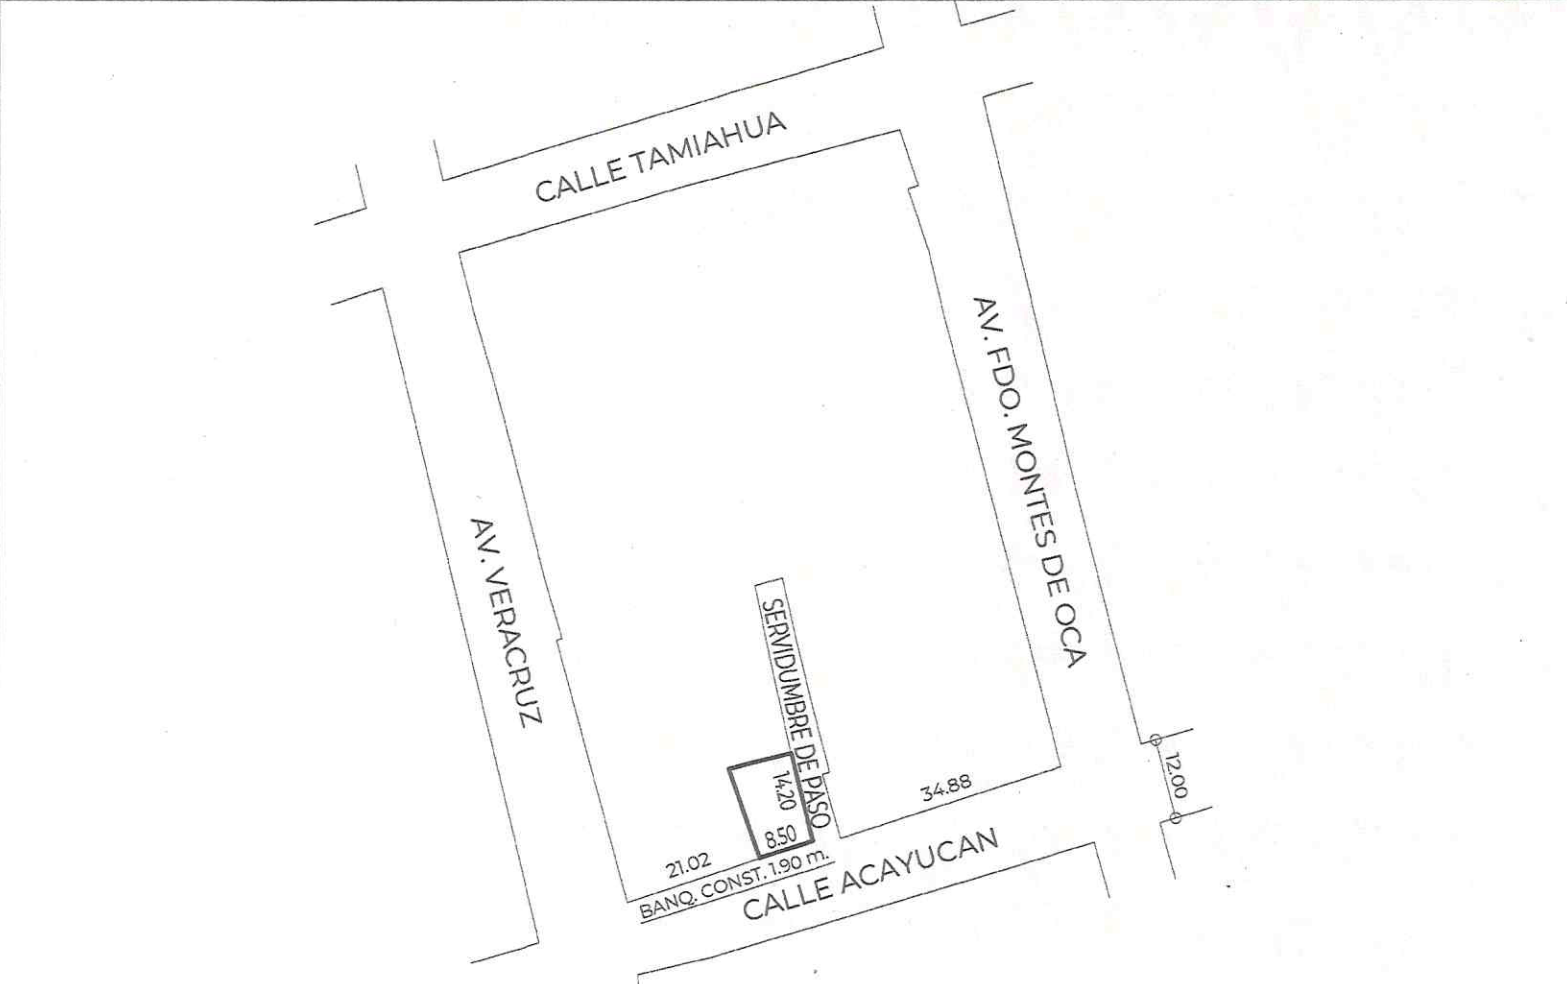 CALLE TAMIAHUA
AV. FDO. MONTES DE OCA
AV. VERACRUZ
SERVIDUMBRE DE PASO
12.00
14.20
34.88
8.50
21.02
BANQ. CONST. 1.90 m.
CALLE ACAYUCAN